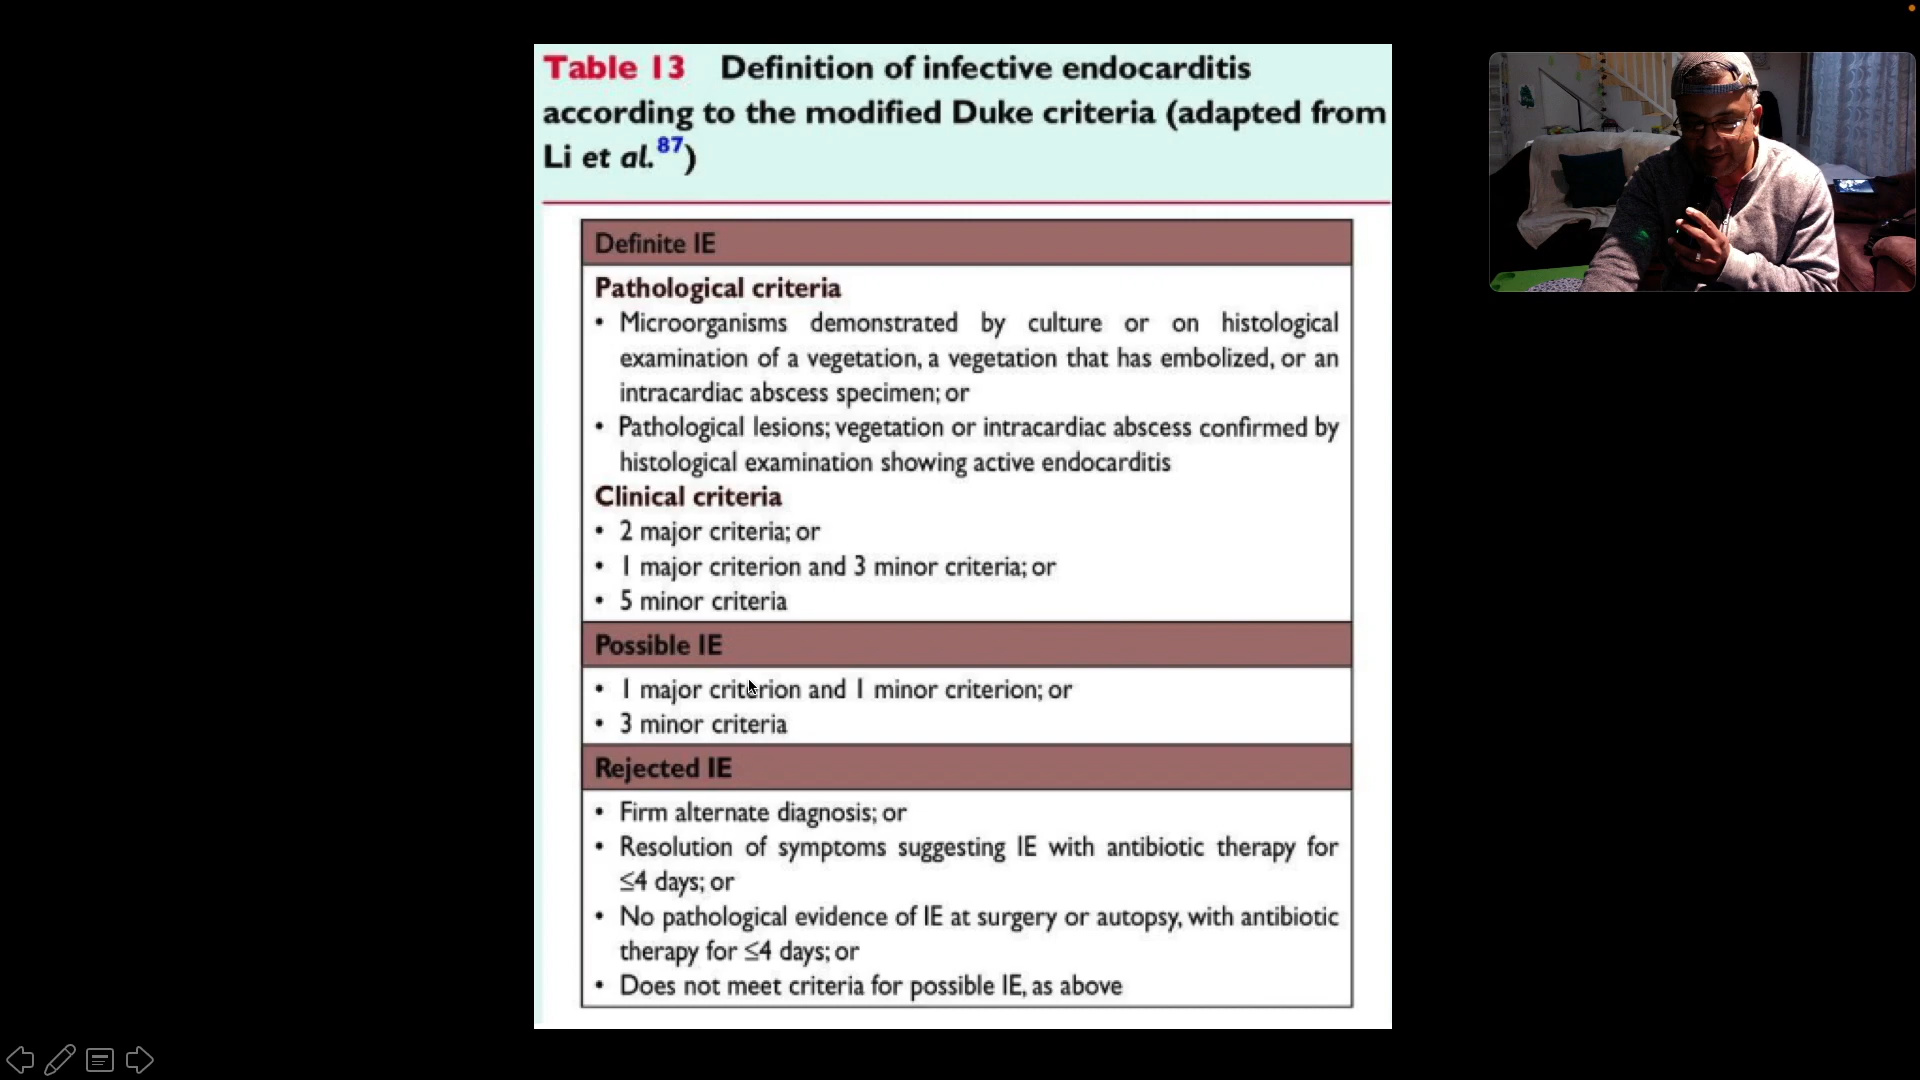 Table 13 Definition of infective endocarditis
according to the modified Duke criteria (adapted from
Li et al.87)
Definite IE
Pathological criteria
• Microorganisms demonstrated by culture or on histological
examination of a vegetation, a vegetation that has embolized, or an
intracardiac abscess specimen; or
• Pathological lesions; vegetation or intracardiac abscess confirmed by
histological examination showing active endocarditis
Clinical criteria
• 2 major criteria; or
• 1 major criterion and 3 minor criteria; or
• 5 minor criteria
Possible IE
• 1 major criterion and 1 minor criterion; or
• 3 minor criteria
Rejected IE
• Firm alternate diagnosis; or
• Resolution of symptoms suggesting IE with antibiotic therapy for
≤4 days; or
• No pathological evidence of IE at surgery or autopsy, with antibiotic
therapy for ≤4 days; or
• Does not meet criteria for possible IE, as above